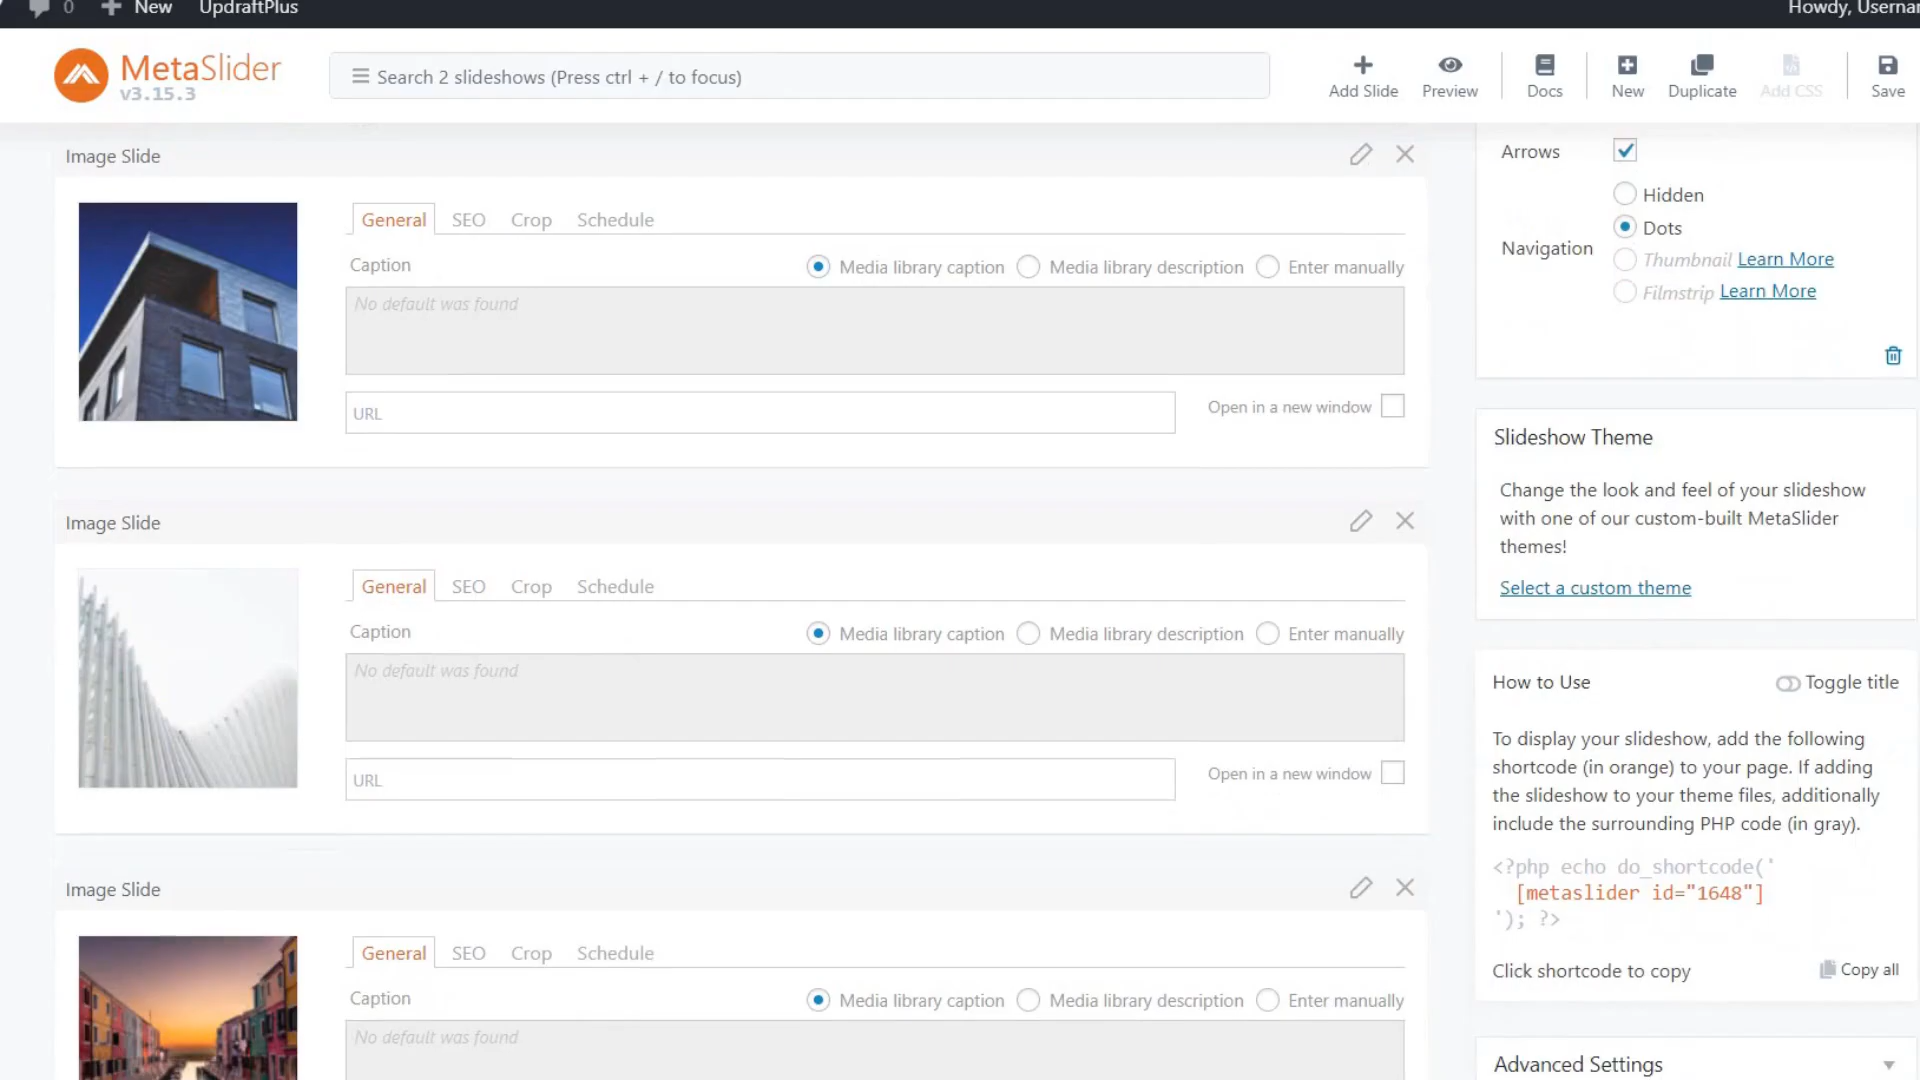 0 New UpdraftPlus Howdy,
MetaSlider
v3.15.3
Search 2 slideshows (Press ctrl + / to focus)
Add Slide Preview Docs New Duplicate Add CSS Save
Image Slide
General SEO Crop Schedule
Caption Media library caption Media library description Enter manually
No default was found
URL Open in a new window
Image Slide
General SEO Crop Schedule
Caption Media library caption Media library description Enter manually
No default was found
URL Open in a new window
Image Slide
General SEO Crop Schedule
Caption Media library caption Media library description Enter manually
No default was found
Arrows
Navigation
Hidden
Dots
Thumbnail Learn More
Filmstrip Learn More
Slideshow Theme
Change the look and feel of your slideshow
with one of our custom-built MetaSlider
themes!
Select a custom theme
How to Use Toggle title
To display your slideshow, add the following
shortcode (in orange) to your page. If adding
the slideshow to your theme files, additionally
include the surrounding PHP code (in gray).
<?php echo do_shortcode('
[metaslider id="1648"]
'); ?>
Click shortcode to copy Copy all
Advanced Settings